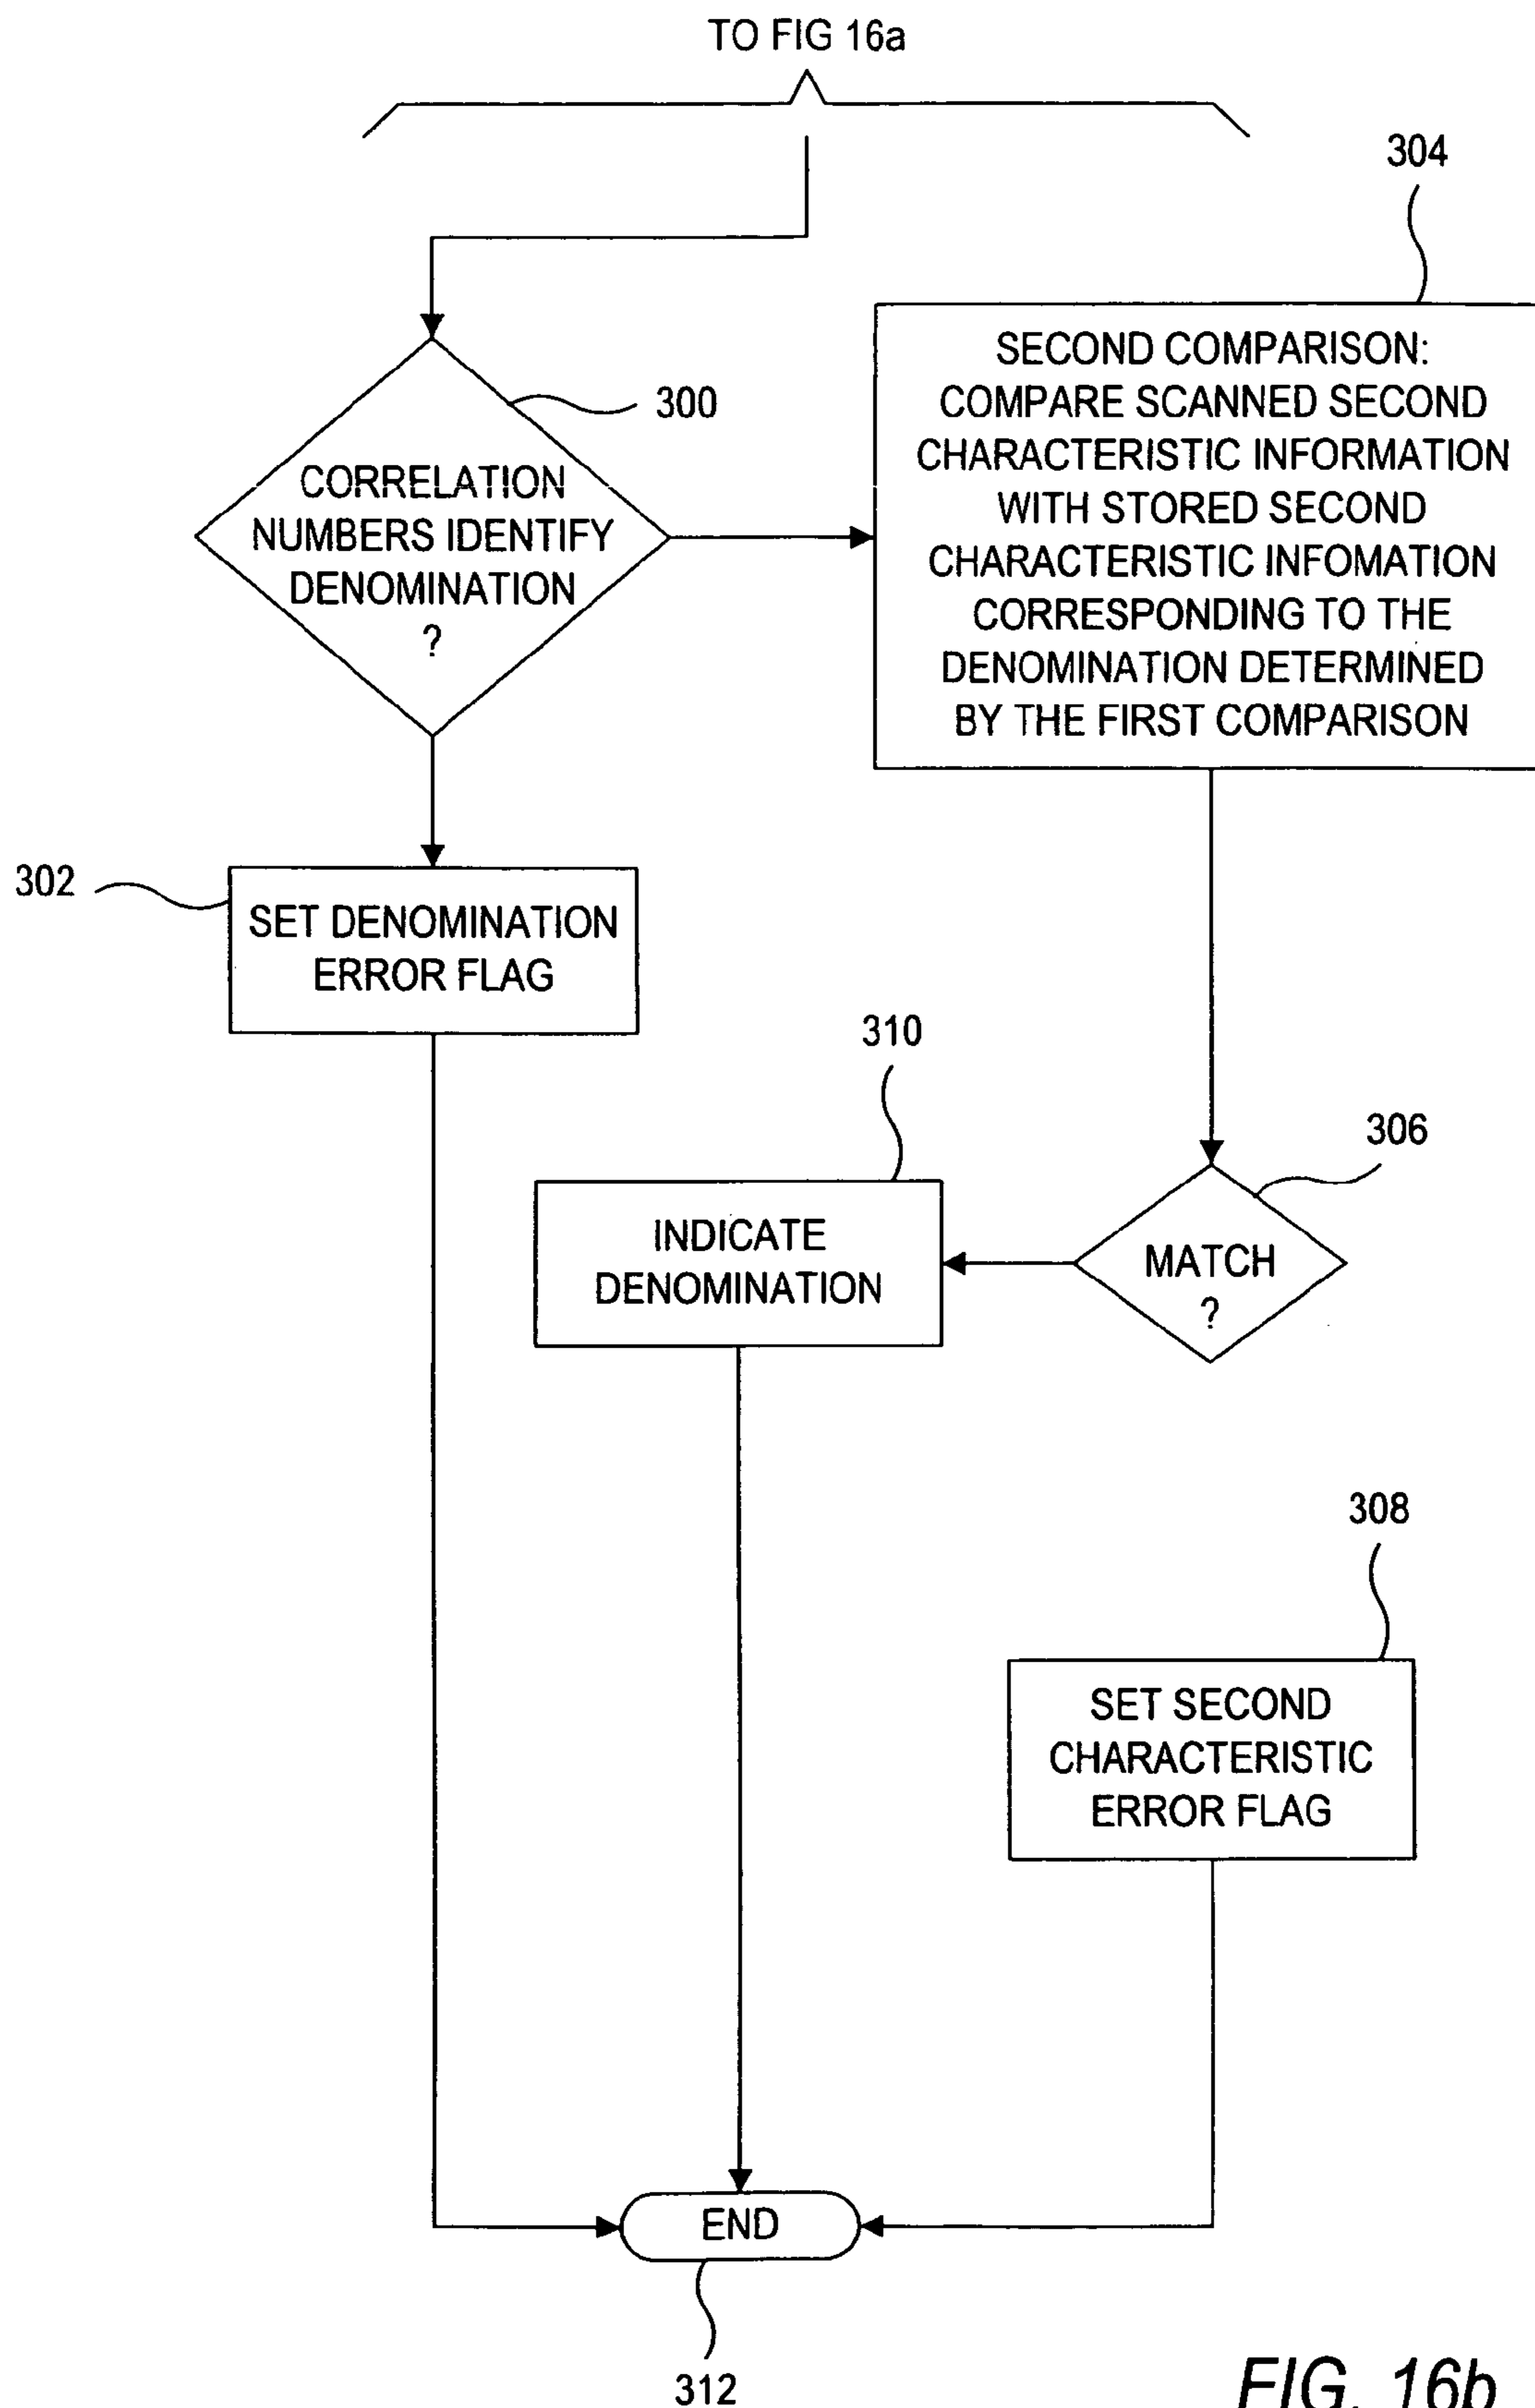 TO FIG 16a
304
SECOND COMPARISON:
COMPARE SCANNED SECOND
CHARACTERISTIC INFORMATION
WITH STORED SECOND
CHARACTERISTIC INFOMATION
CORRESPONDING TO THE
DENOMINATION DETERMINED
BY THE FIRST COMPARISON
300
CORRELATION
NUMBERS IDENTIFY
DENOMINATION
?
302
SET DENOMINATION
ERROR FLAG
310
INDICATE
DENOMINATION
306
MATCH
?
308
SET SECOND
CHARACTERISTIC
ERROR FLAG
END
312
FIG. 16b